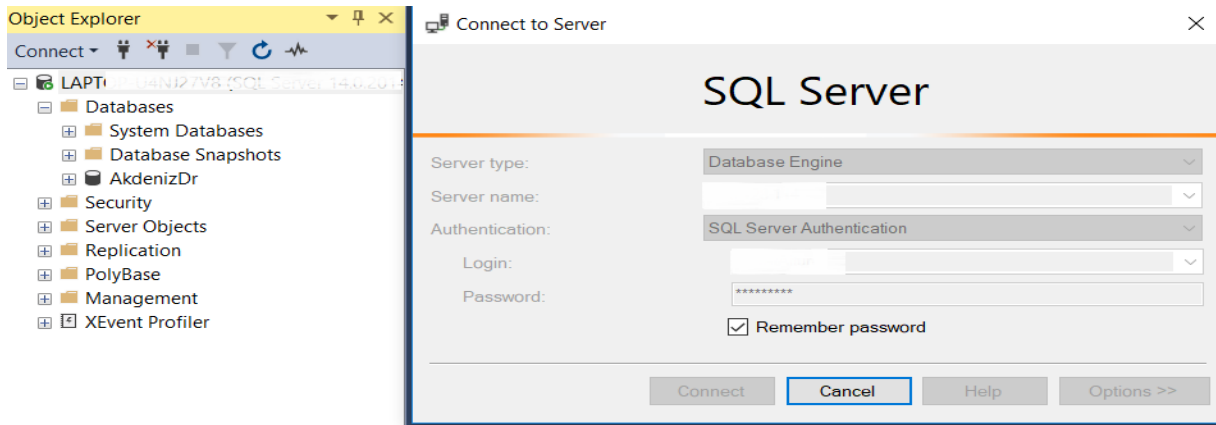 Object Explorer
Connect
LAPT
Databases
System Databases
Database Snapshots
AkdenizDr
Security
Server Objects
Replication
PolyBase
Management
XEvent Profiler
Connect to Server
SQL Server
Server type: Database Engine
Server name:
Authentication: SQL Server Authentication
Login:
Password: *********
Remember password
Connect Cancel Help Options >>